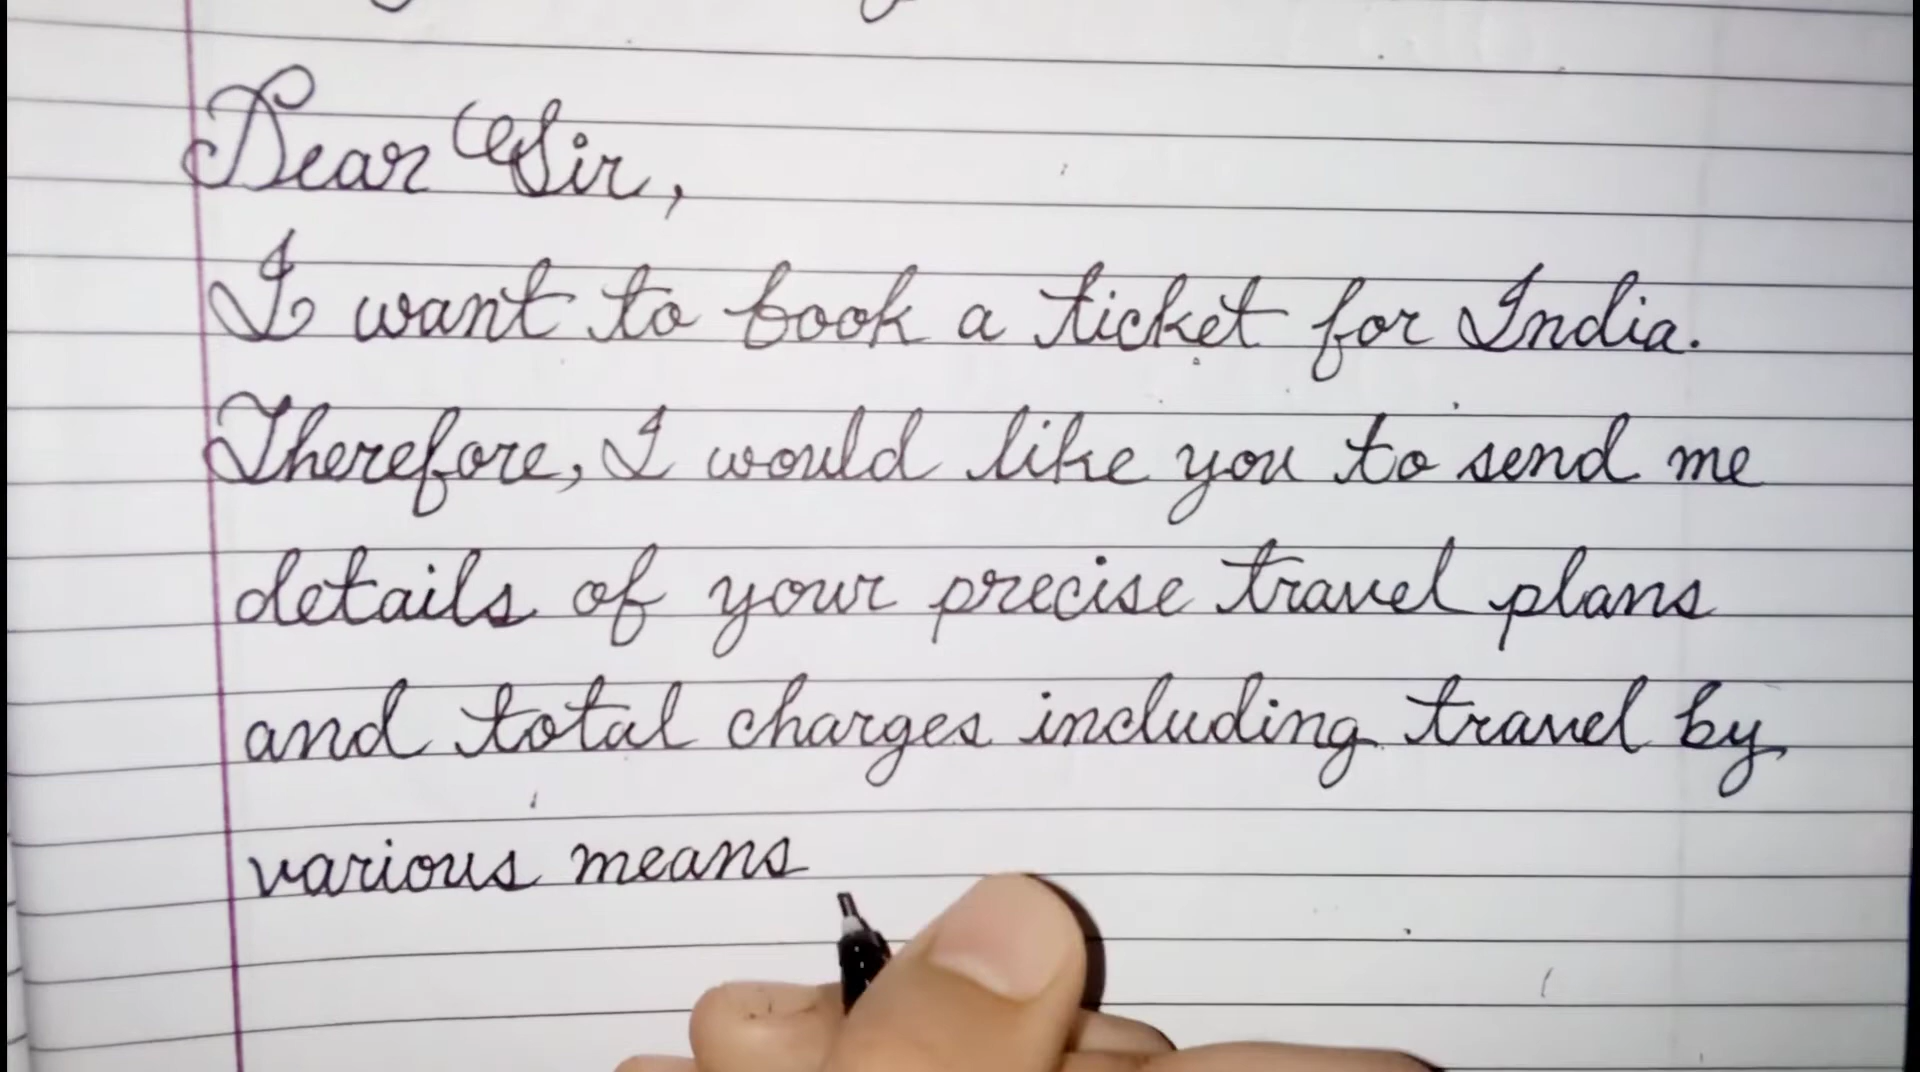 Dear Sir,
I want to book a ticket for India.
Therefore, I would like you to send me
details of your precise travel plans
and total charges including travel by
various means